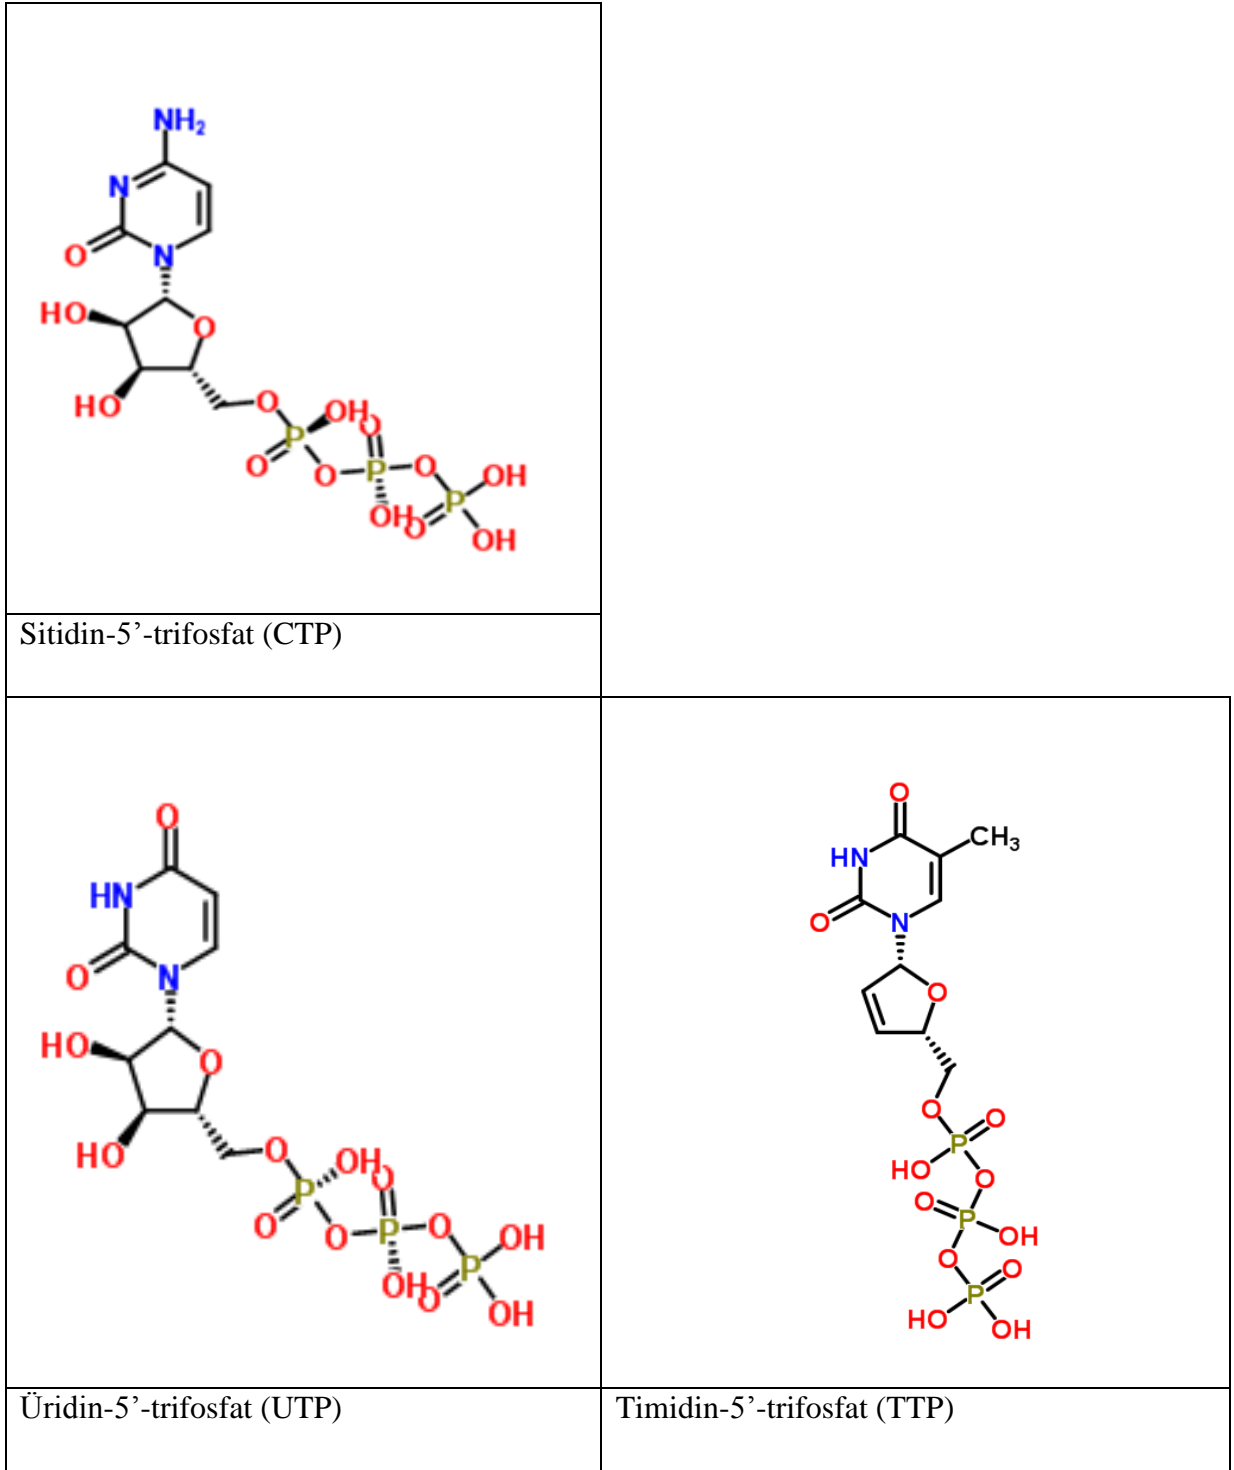 NH₂
N
O
N
HO
O
HO
O
OH
O
P
O
O
P
O
OH
O
P
OH
O
OH
Sitidin-5’-trifosfat (CTP)
O
HN
O
N
HO
O
HO
O
OH
O
P
O
O
P
O
OH
O
P
OH
O
OH
O
CH₃
HN
O
N
O
O
O
P
HO
O
O
P
OH
O
O
P
HO
OH
Üridin-5’-trifosfat (UTP)
Timidin-5’-trifosfat (TTP)